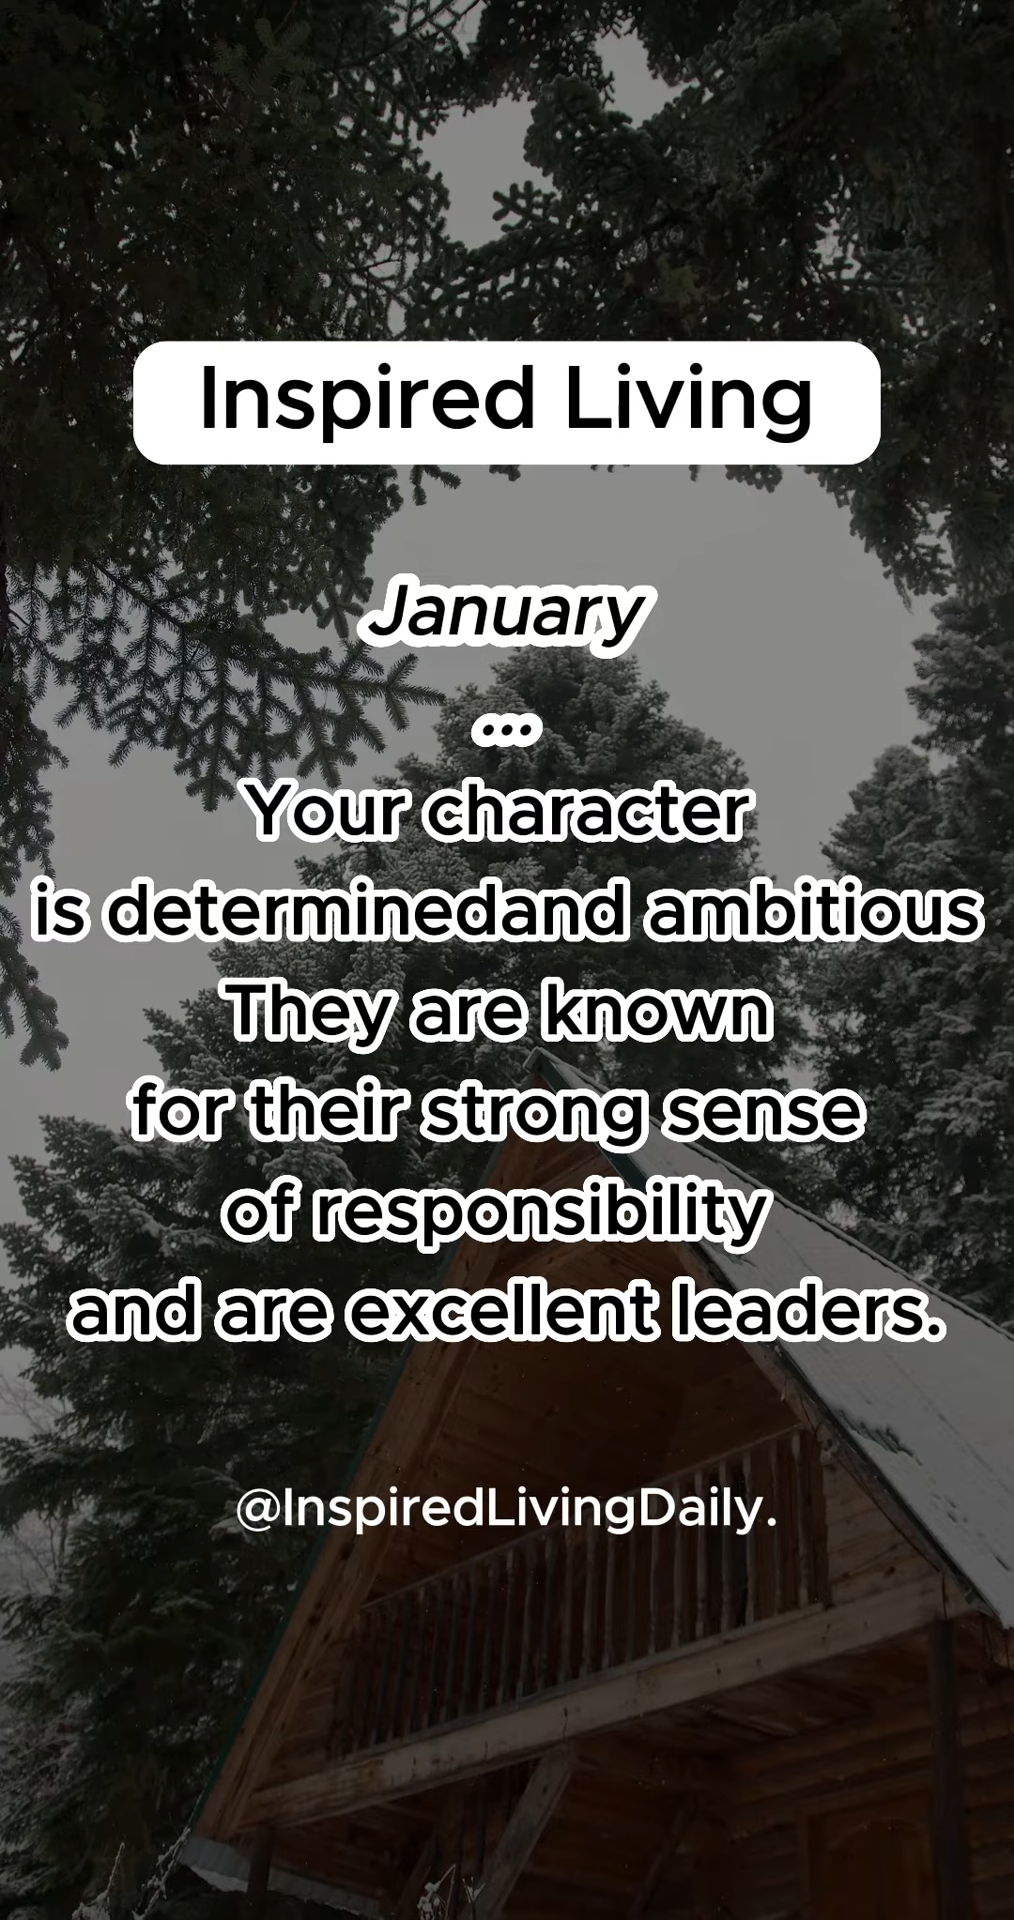 Inspired Living
January
...
Your character
is determinedand ambitious
They are known
for their strong sense
of responsibility
and are excellent leaders.
@InspiredLivingDaily.